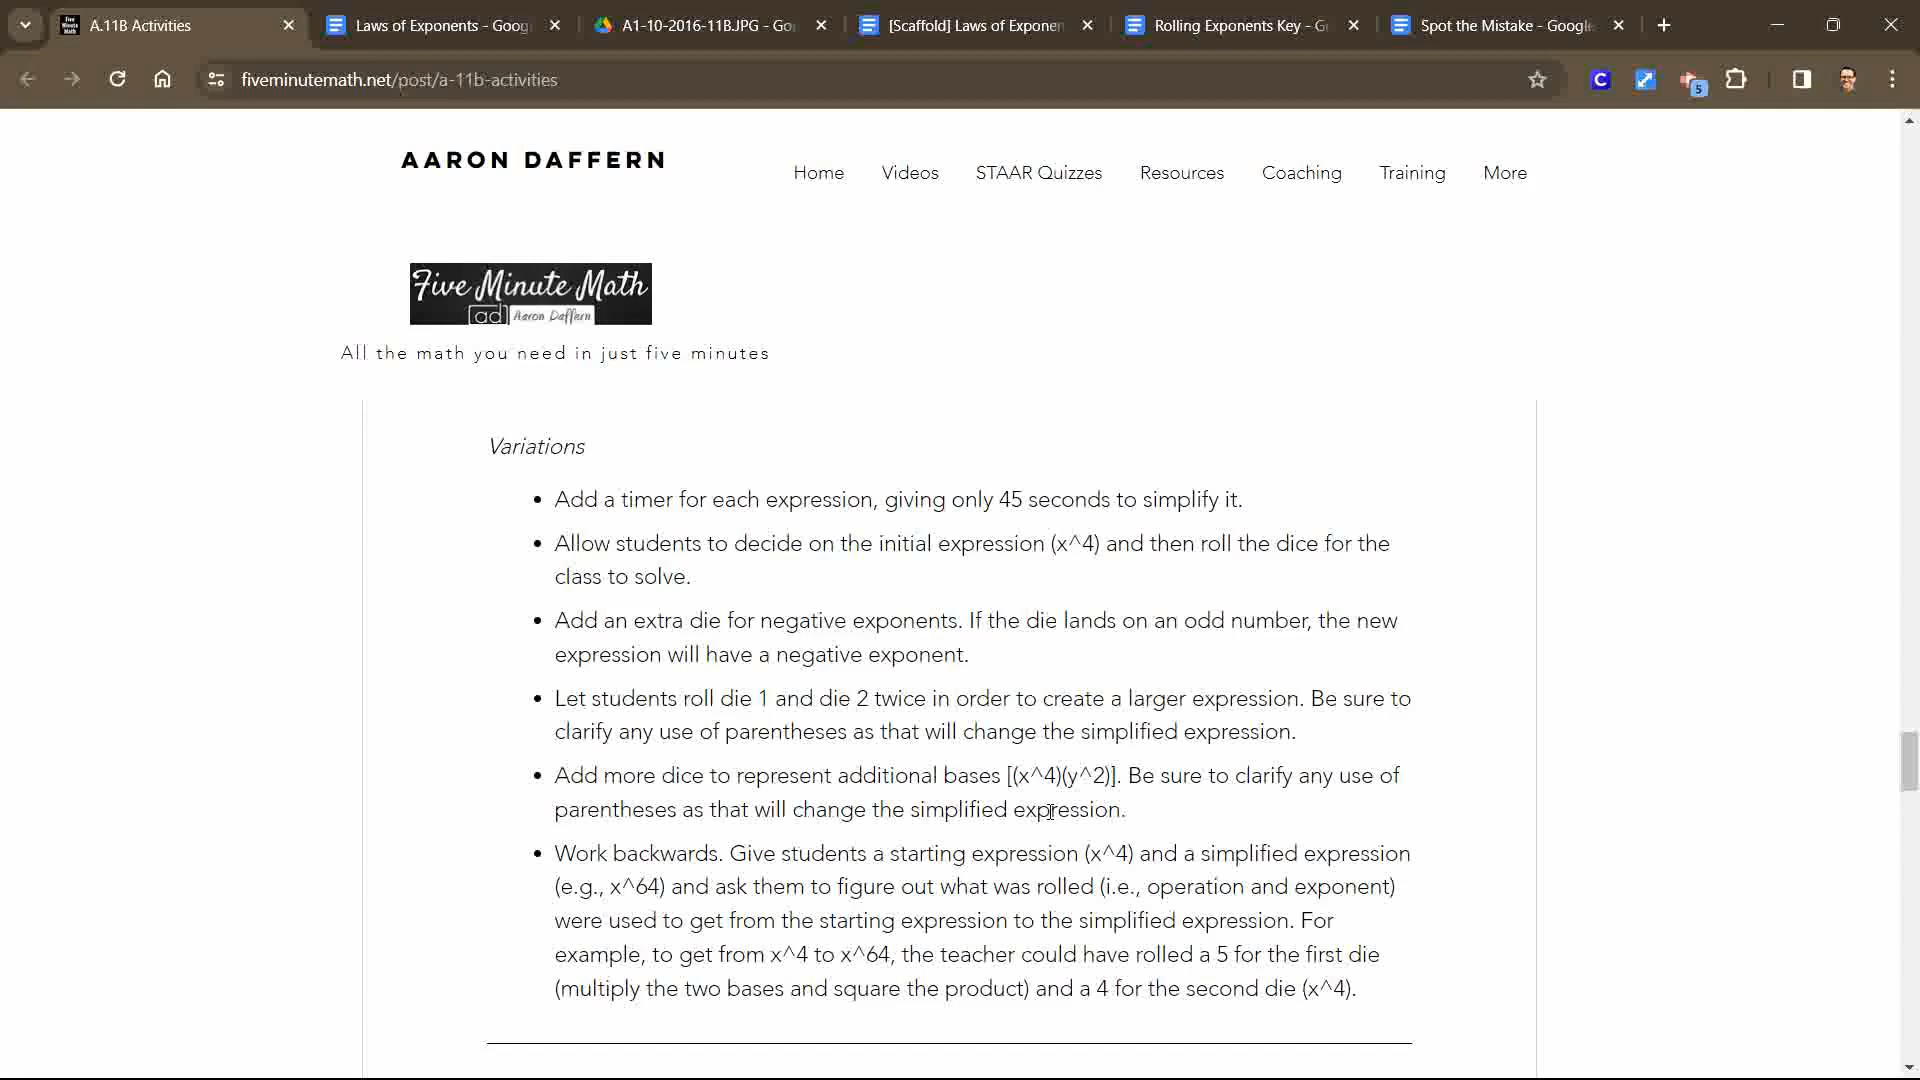 A.11B Activities
Laws of Exponents - Goog
A1-10-2016-11B.JPG - Go
[Scaffold] Laws of Exponen
Rolling Exponents Key - G
Spot the Mistake - Google
fiveminutemath.net/post/a-11b-activities
C
5
AARON DAFFERN
Home Videos STAAR Quizzes Resources Coaching Training More
Five Minute Math
ad Aaron Daffern
All the math you need in just five minutes
Variations
• Add a timer for each expression, giving only 45 seconds to simplify it.
• Allow students to decide on the initial expression (x^4) and then roll the dice for the
class to solve.
• Add an extra die for negative exponents. If the die lands on an odd number, the new
expression will have a negative exponent.
• Let students roll die 1 and die 2 twice in order to create a larger expression. Be sure to
clarify any use of parentheses as that will change the simplified expression.
• Add more dice to represent additional bases [(x^4)(y^2)]. Be sure to clarify any use of
parentheses as that will change the simplified expression.
• Work backwards. Give students a starting expression (x^4) and a simplified expression
(e.g., x^64) and ask them to figure out what was rolled (i.e., operation and exponent)
were used to get from the starting expression to the simplified expression. For
example, to get from x^4 to x^64, the teacher could have rolled a 5 for the first die
(multiply the two bases and square the product) and a 4 for the second die (x^4).